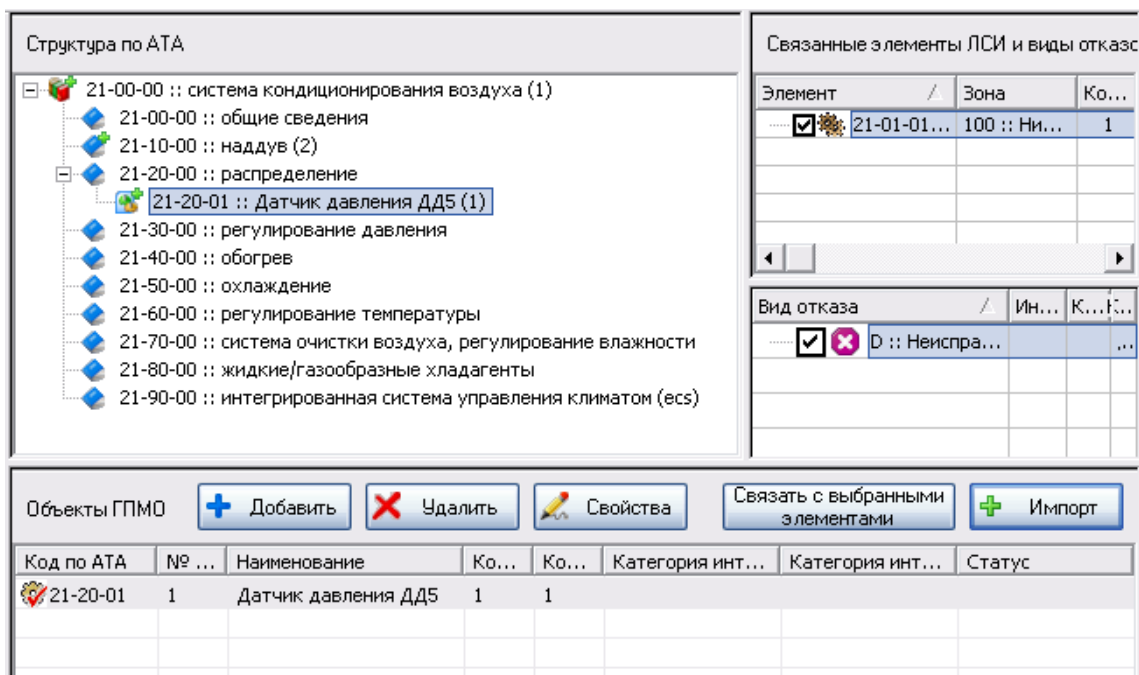 Структура по АТА
21-00-00 :: система кондиционирования воздуха (1)
21-00-00 :: общие сведения
21-10-00 :: наддув (2)
21-20-00 :: распределение
21-20-01 :: Датчик давления ДД5 (1)
21-30-00 :: регулирование давления
21-40-00 :: обогрев
21-50-00 :: охлаждение
21-60-00 :: регулирование температуры
21-70-00 :: система очистки воздуха, регулирование влажности
21-80-00 :: жидкие/газообразные хладагенты
21-90-00 :: интегрированная система управления климатом (ecs)
Связанные элементы ЛСИ и виды отказо
Элемент Зона Ко...
21-01-01... 100 :: Ни... 1
Вид отказа Ин... К...
D :: Неиспра... ...
Объекты ГПМО Добавить Удалить Свойства Связать с выбранными элементами Импорт
Код по АТА № ... Наименование Ко... Ко... Категория инт... Категория инт... Статус
21-20-01 1 Датчик давления ДД5 1 1